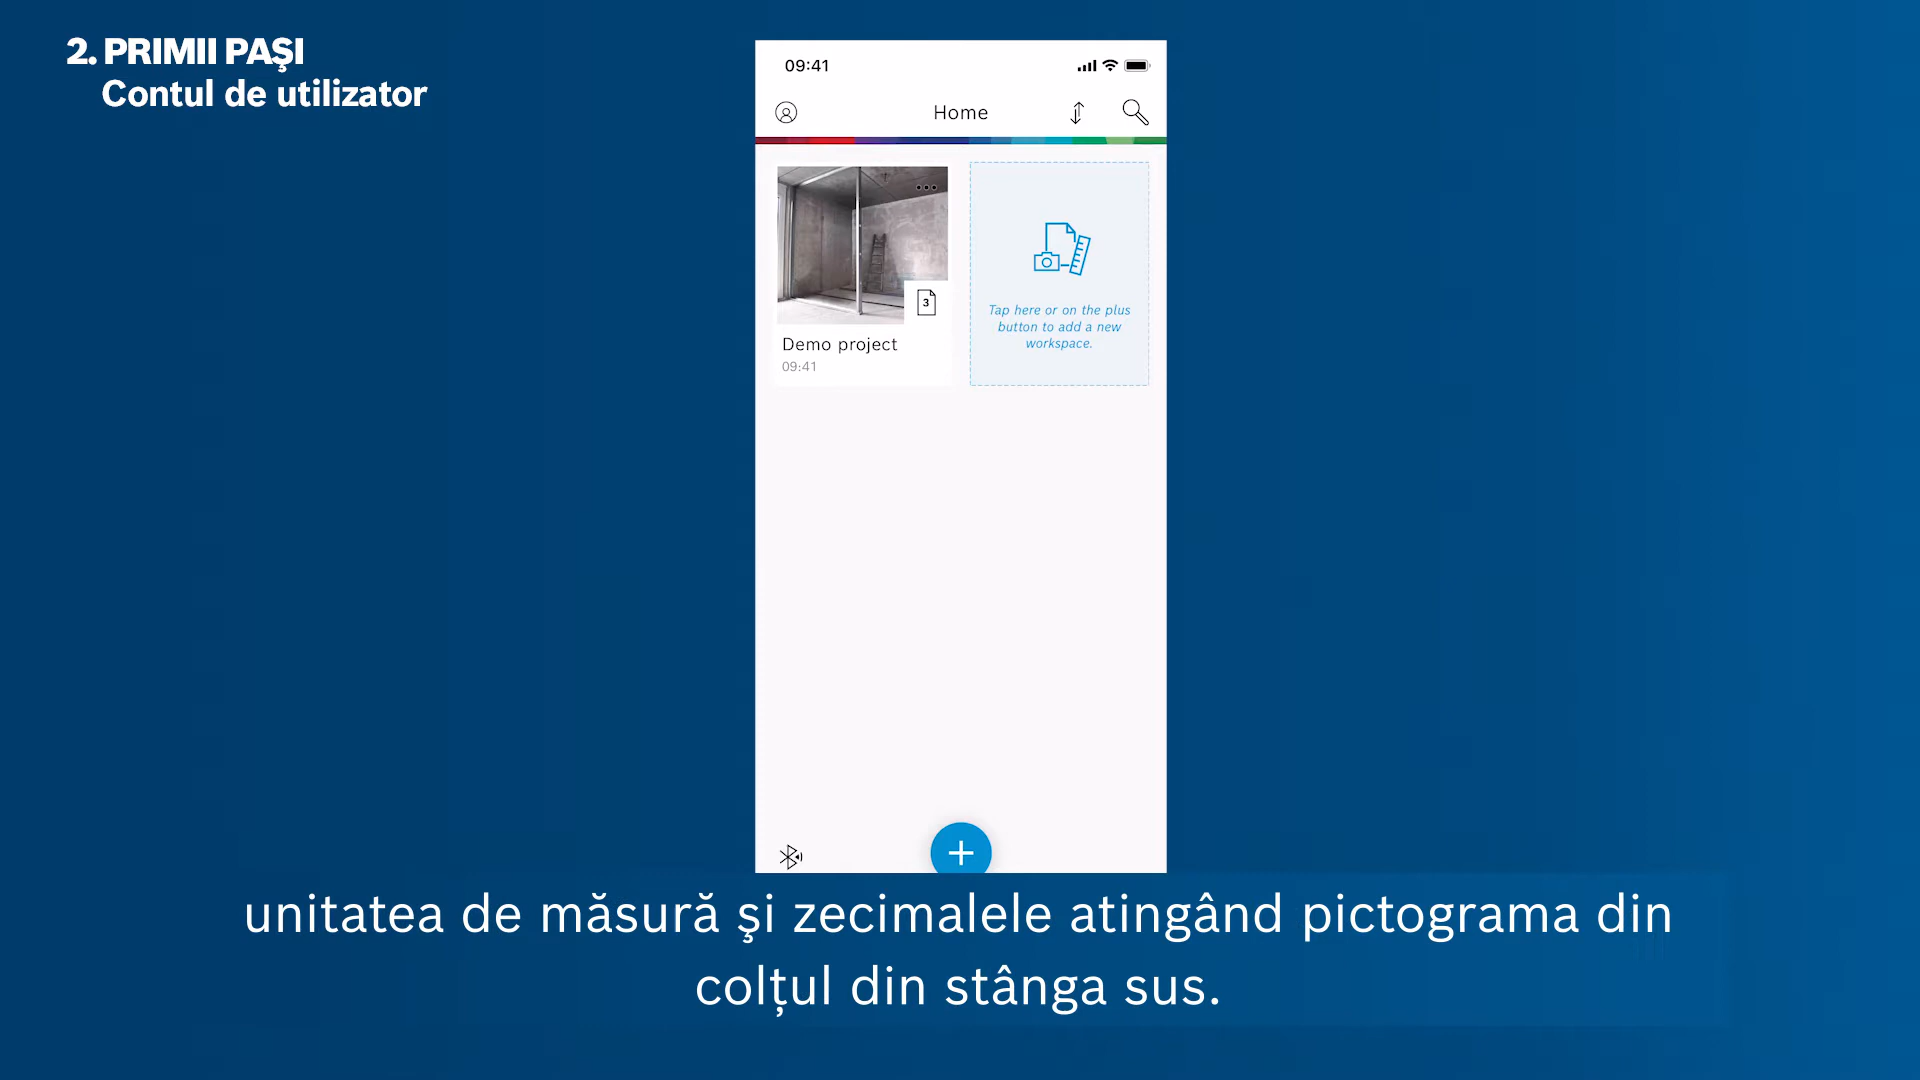 2. PRIMII PAŞI
Contul de utilizator
09:41
Home
3
Demo project
09:41
Tap here or on the plus
button to add a new
workspace.
unitatea de măsură şi zecimalele atingând pictograma din
colțul din stânga sus.